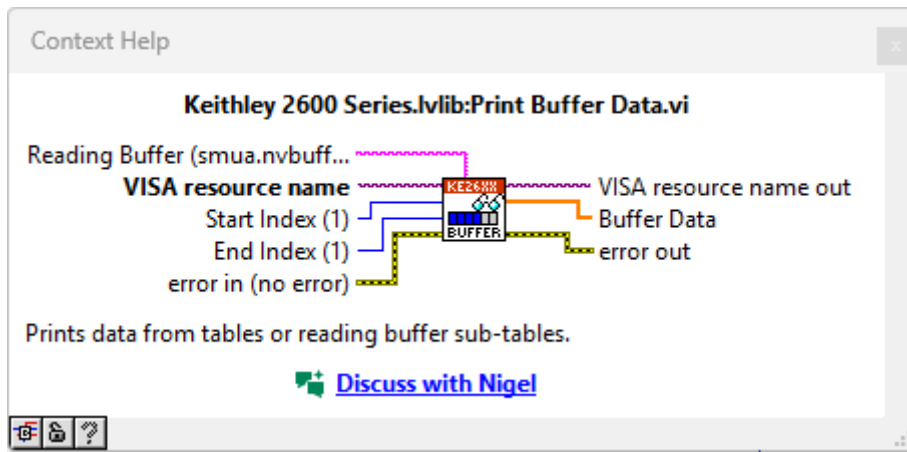 Context Help
x
Keithley 2600 Series.lvlib:Print Buffer Data.vi
Reading Buffer (smua.nvbuff...
VISA resource name
Start Index (1)
End Index (1)
error in (no error)
KE26XX
BUFFER
VISA resource name out
Buffer Data
error out
Prints data from tables or reading buffer sub-tables.
Discuss with Nigel
?